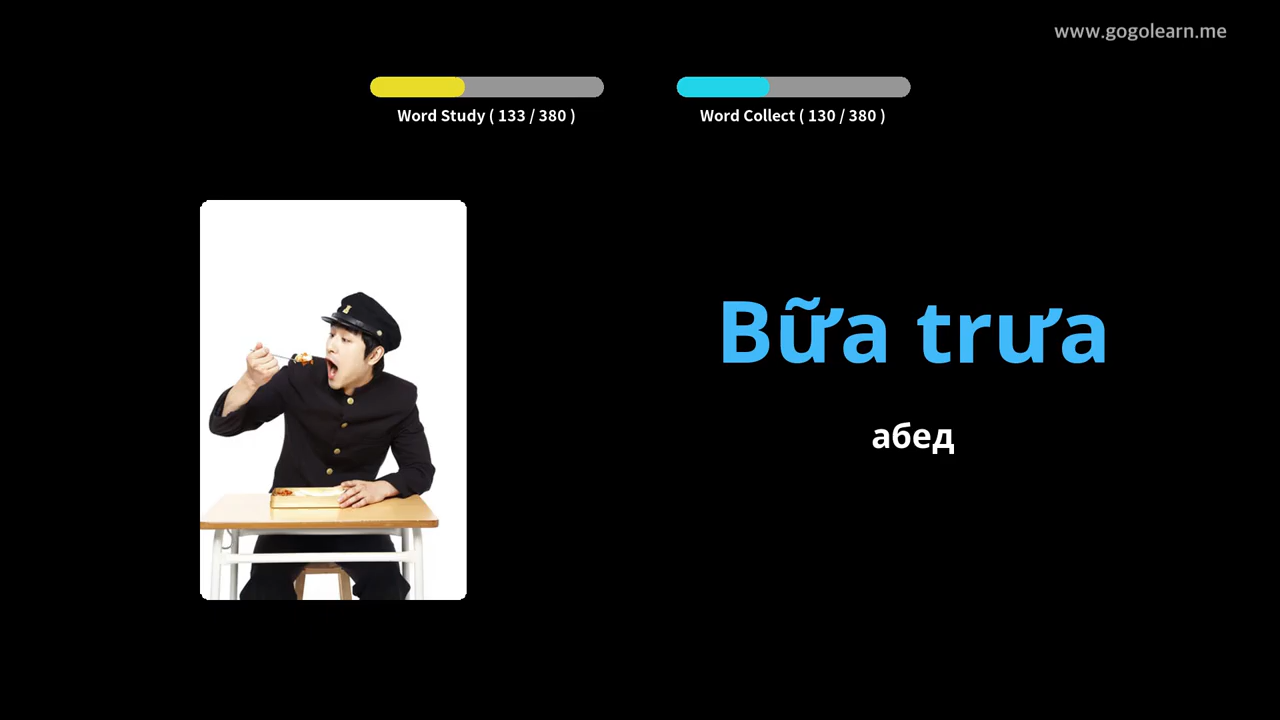 www.gogolearn.me
Word Study ( 133 / 380 )
Word Collect ( 130 / 380 )
Bữa trưa
абед